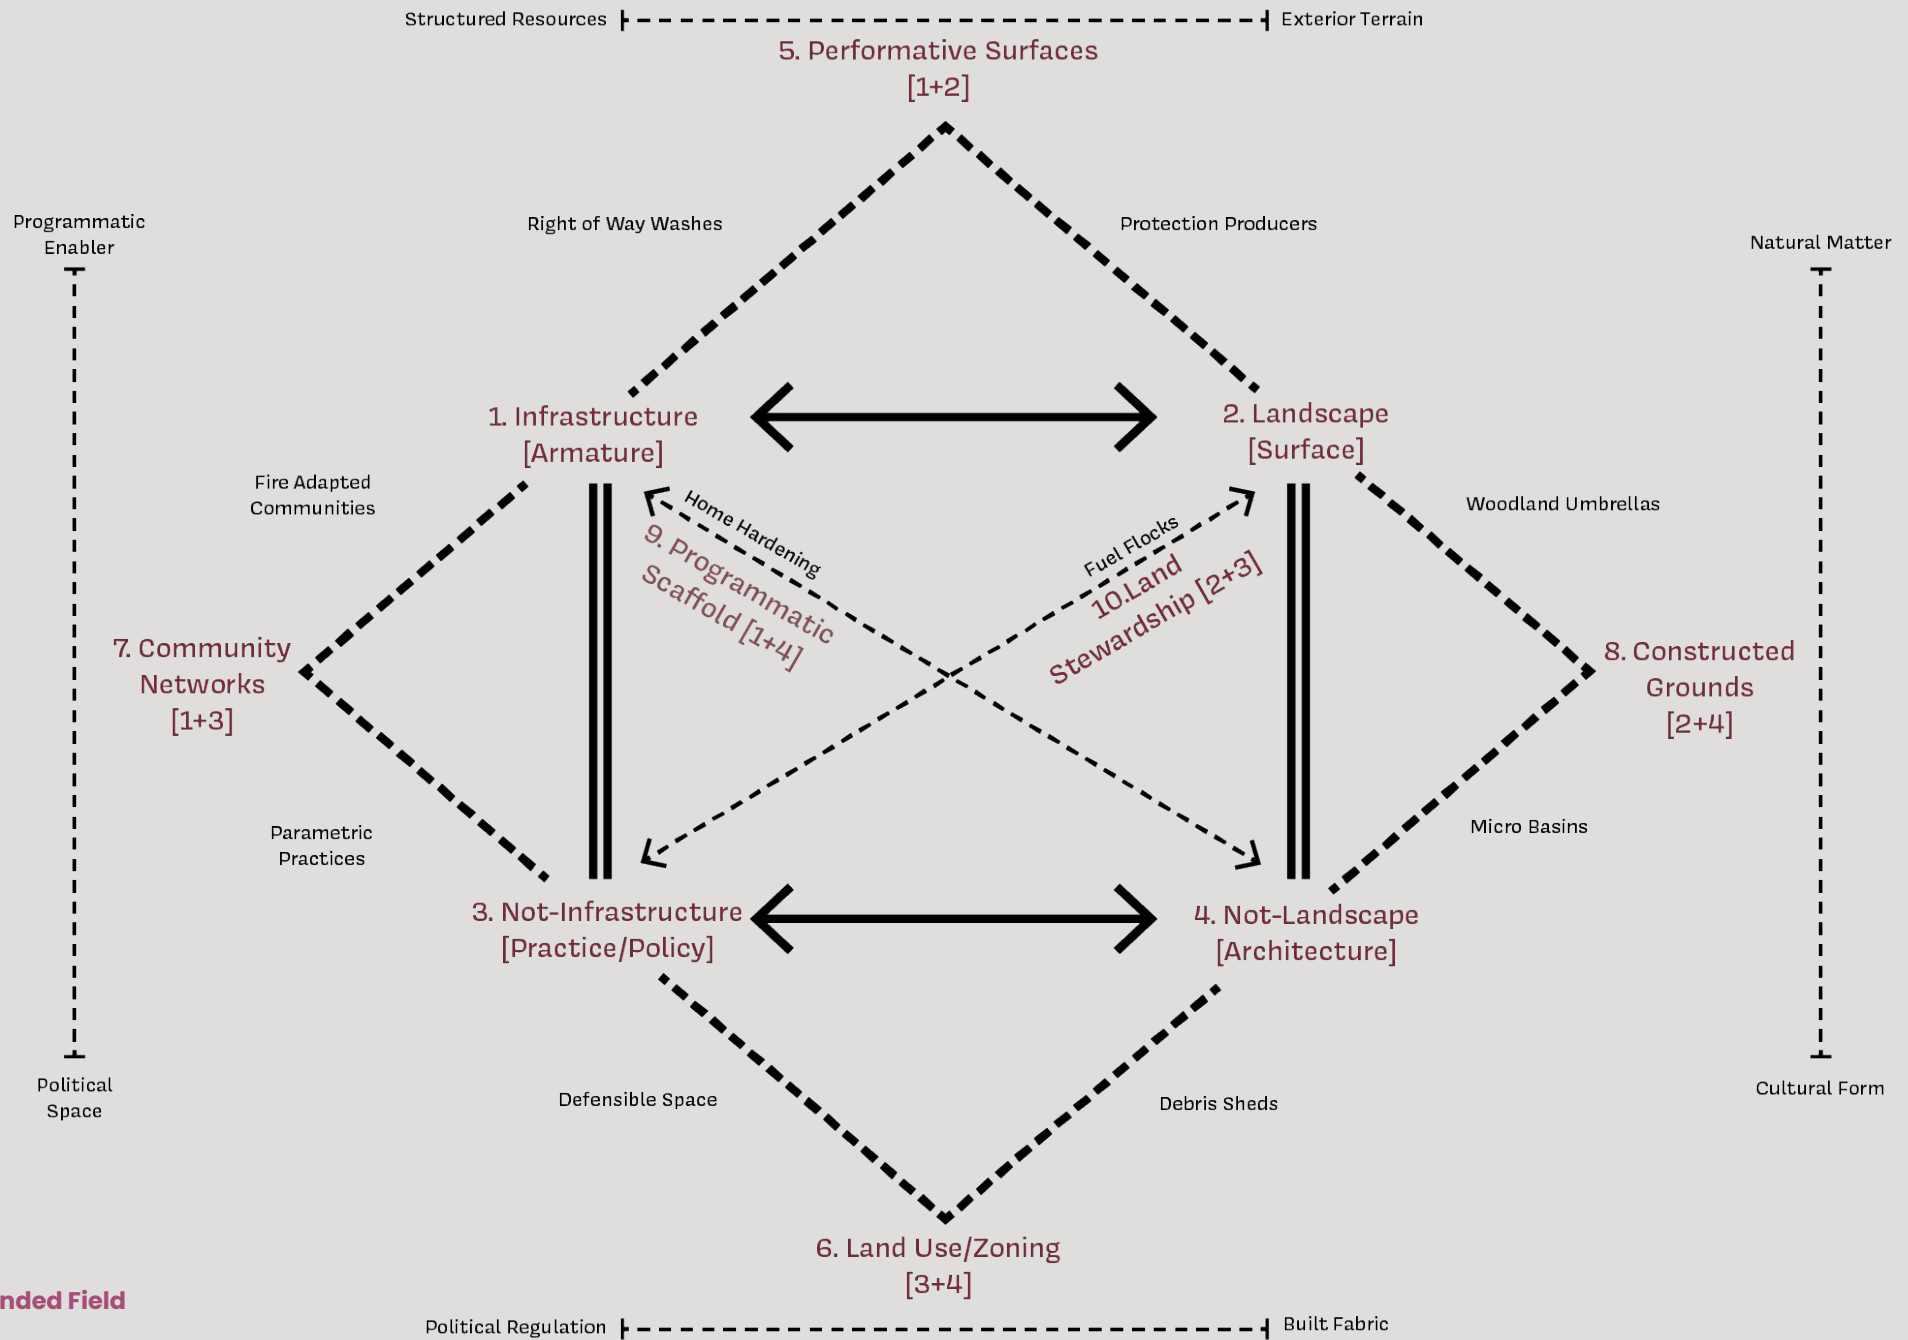 Structured Resources
Exterior Terrain
5. Performative Surfaces
[1+2]
Programmatic
Enabler
Right of Way Washes
Protection Producers
Natural Matter
1. Infrastructure
[Armature]
2. Landscape
[Surface]
Fire Adapted
Communities
Home Hardening
9. Programmatic
Scaffold [1+4]
Fuel Flocks
10.Land
Stewardship [2+3]
Woodland Umbrellas
7. Community
Networks
[1+3]
8. Constructed
Grounds
[2+4]
Parametric
Practices
Micro Basins
3. Not-Infrastructure
[Practice/Policy]
4. Not-Landscape
[Architecture]
Political
Space
Defensible Space
Debris Sheds
Cultural Form
6. Land Use/Zoning
[3+4]
nded Field
Political Regulation
Built Fabric